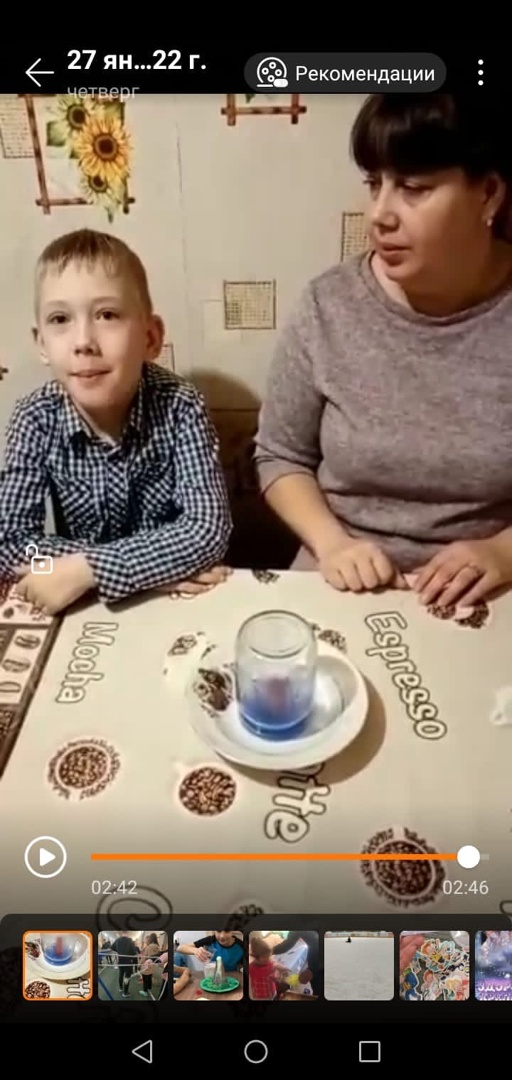 27 ян...22 г.
четверг
Рекомендации
Mocha
Espresso
02:42
02:46